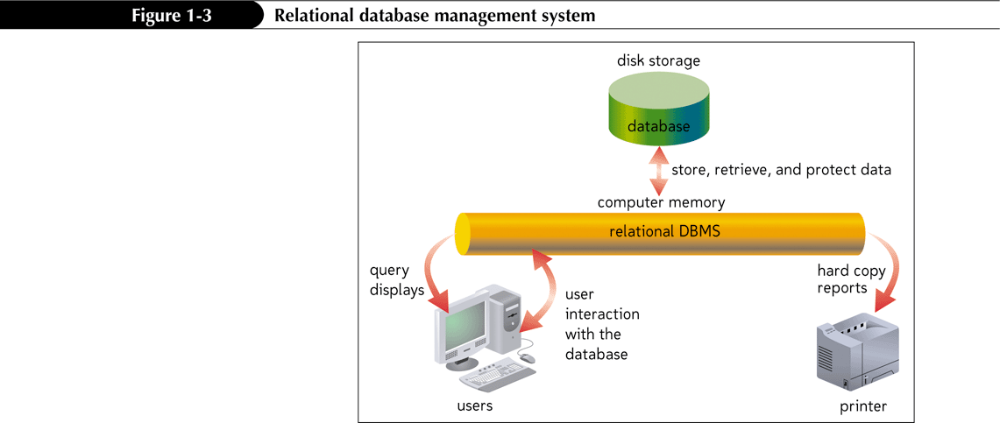 Figure 1-3
Relational database management system
disk storage
database
store, retrieve, and protect data
computer memory
relational DBMS
query
displays
user
interaction
with the
database
hard copy
reports
users
printer